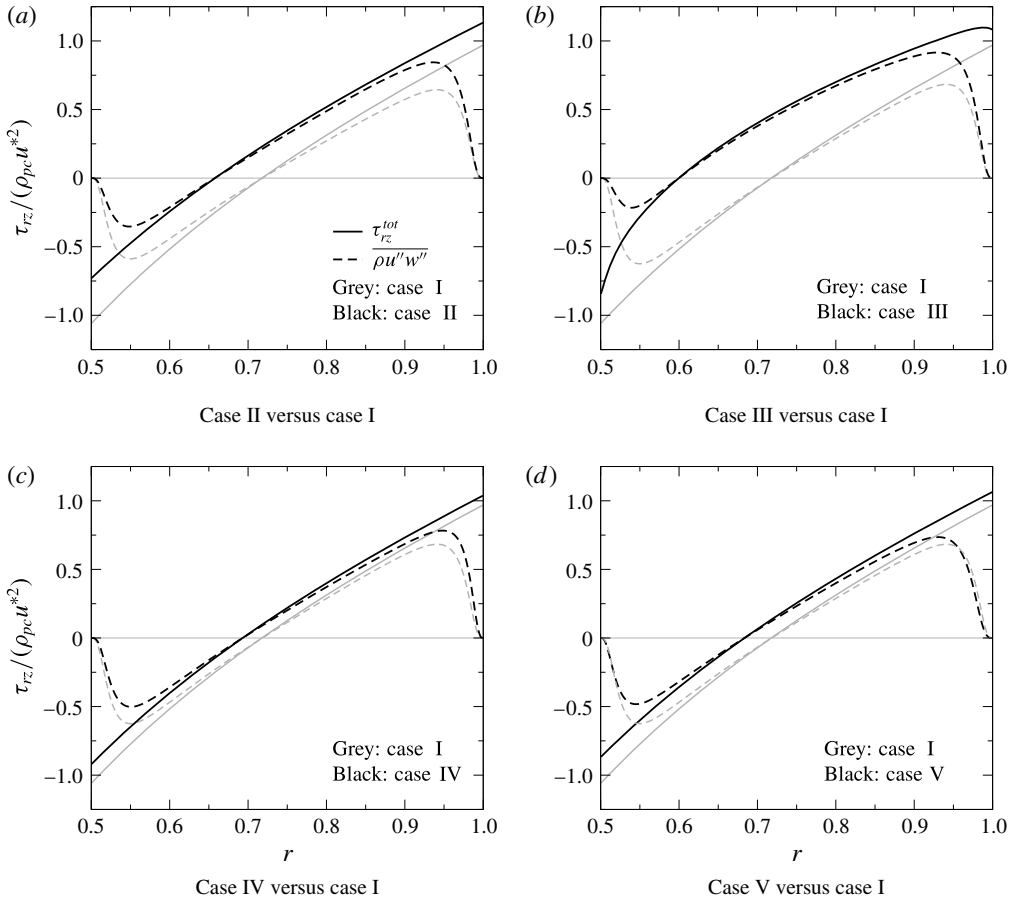 (a)
1.0
0.5
0
−0.5
−1.0
τrz/(ρpcu*2)
τrz^tot
ρu″w″
Grey: case I
Black: case II
0.5 0.6 0.7 0.8 0.9 1.0
Case II versus case I
(b)
1.0
0.5
0
−0.5
−1.0
Grey: case I
Black: case III
0.5 0.6 0.7 0.8 0.9 1.0
Case III versus case I
(c)
1.0
0.5
0
−0.5
−1.0
τrz/(ρpcu*2)
Grey: case I
Black: case IV
0.5 0.6 0.7 0.8 0.9 1.0
r
Case IV versus case I
(d)
1.0
0.5
0
−0.5
−1.0
Grey: case I
Black: case V
0.5 0.6 0.7 0.8 0.9 1.0
r
Case V versus case I